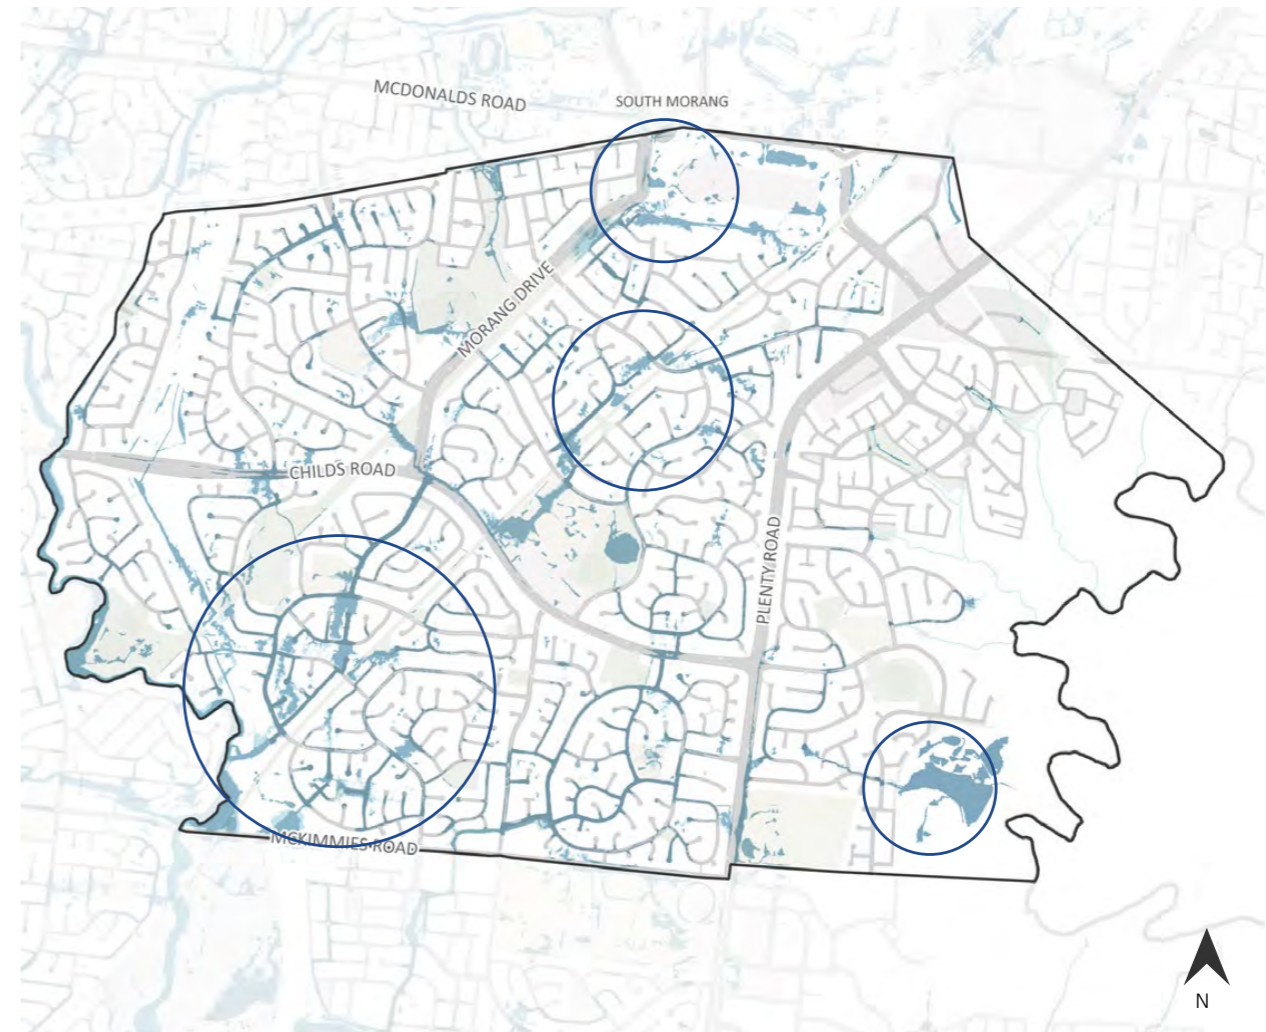 MCDONALDS ROAD
SOUTH MORANG
MORANG DRIVE
CHILDS ROAD
PLENTY ROAD
MCKIMMIES ROAD
N